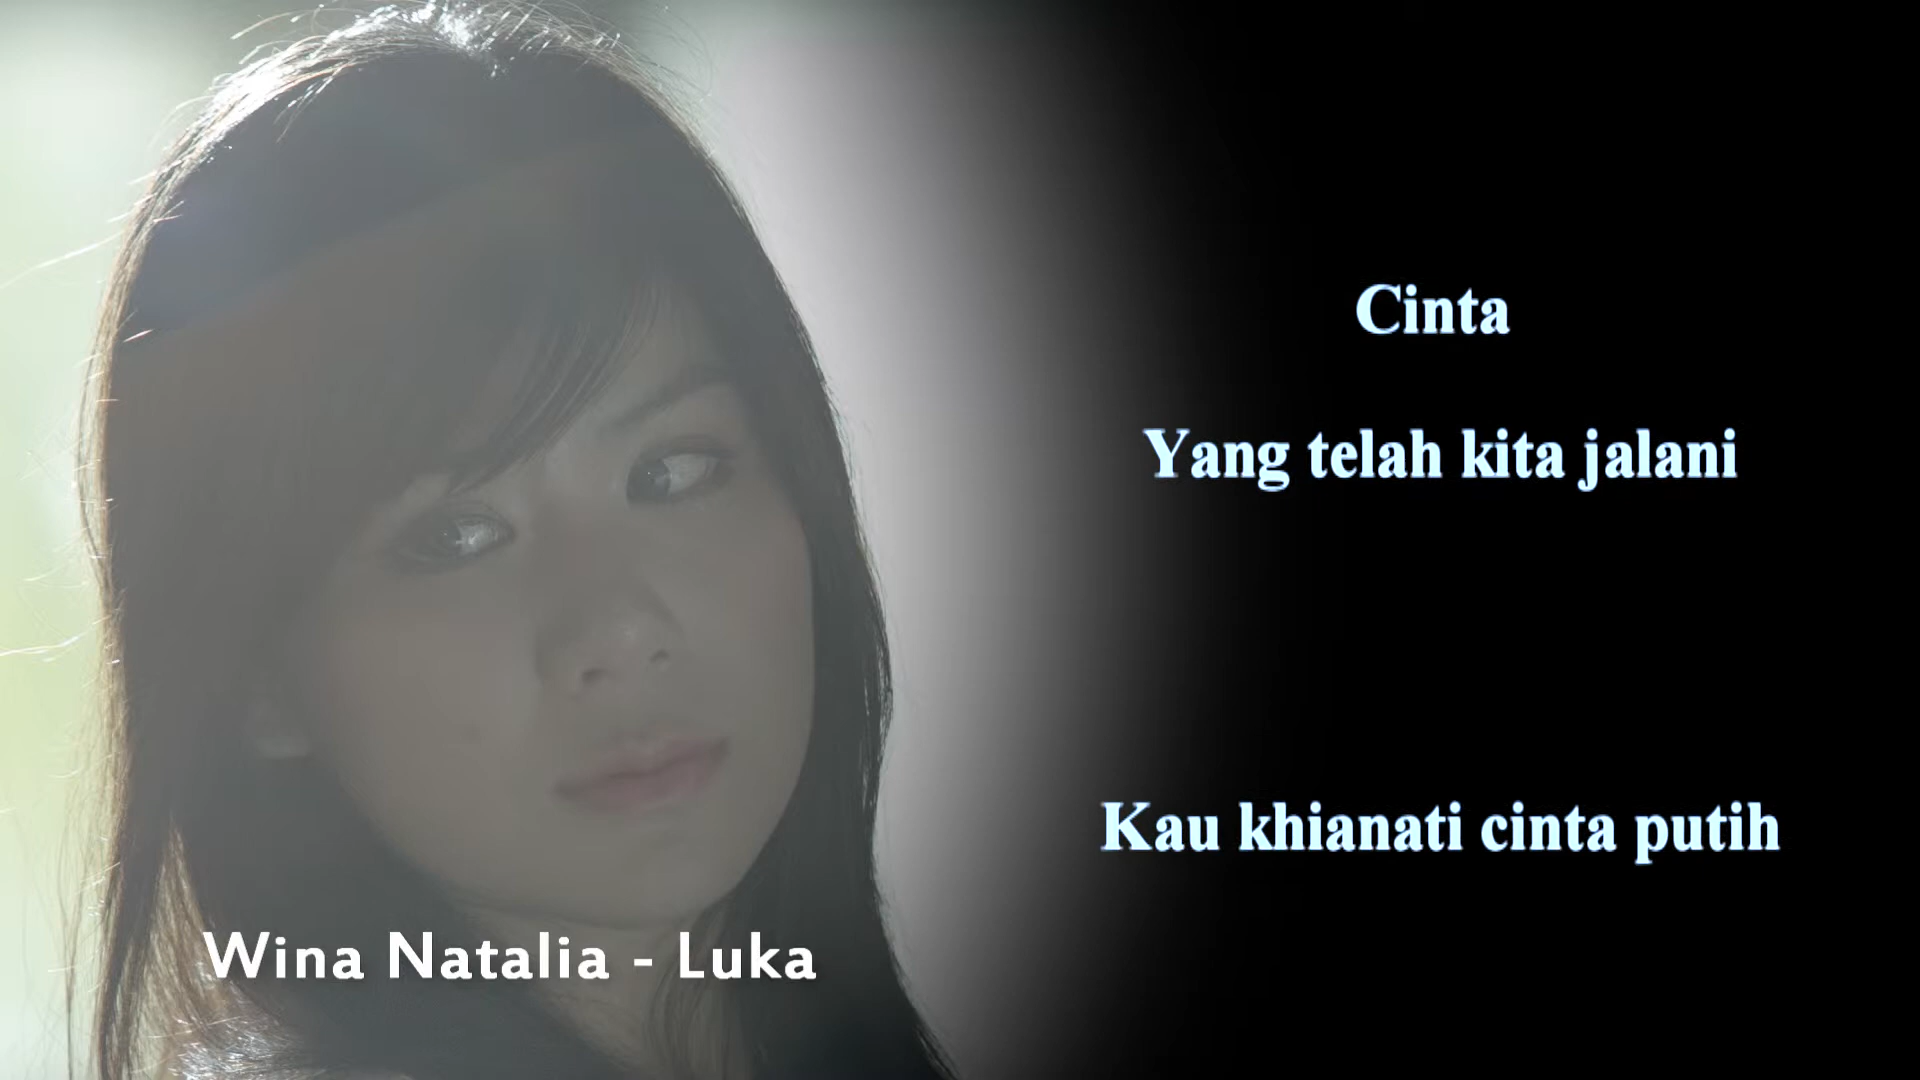 Cinta
Yang telah kita jalani
Kau khianati cinta putih
Wina Natalia - Luka